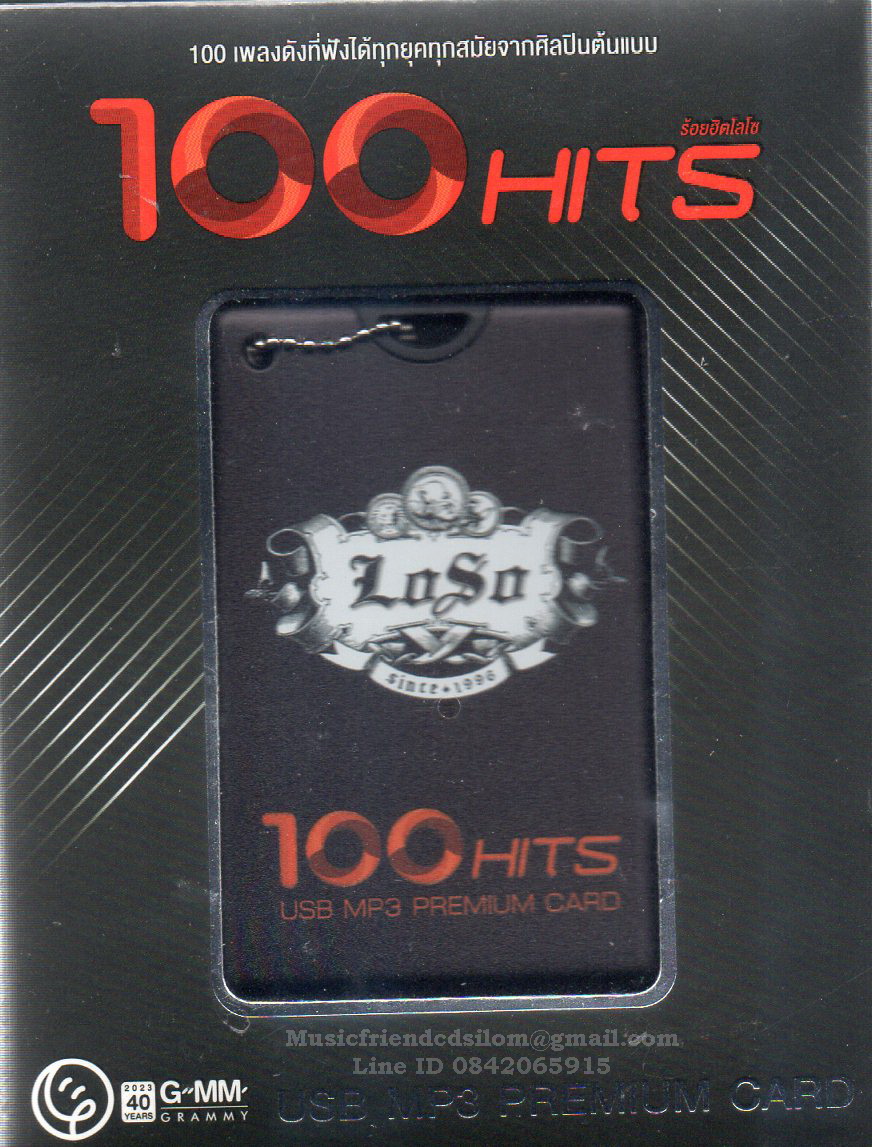 100 เพลงดังที่ฟังได้ทุกยุคทุกสมัยจากศิลปินต้นแบบ
ร้อยฮิตโลโซ
100 HITS
LoSo
since 1996
100 HITS
USB MP3 PREMIUM CARD
Musicfriendcdsilom@gmail.com
Line ID 0842065915
2023
40
YEARS
G"MM'
GRAMMY
USB MP3 PREMIUM CARD